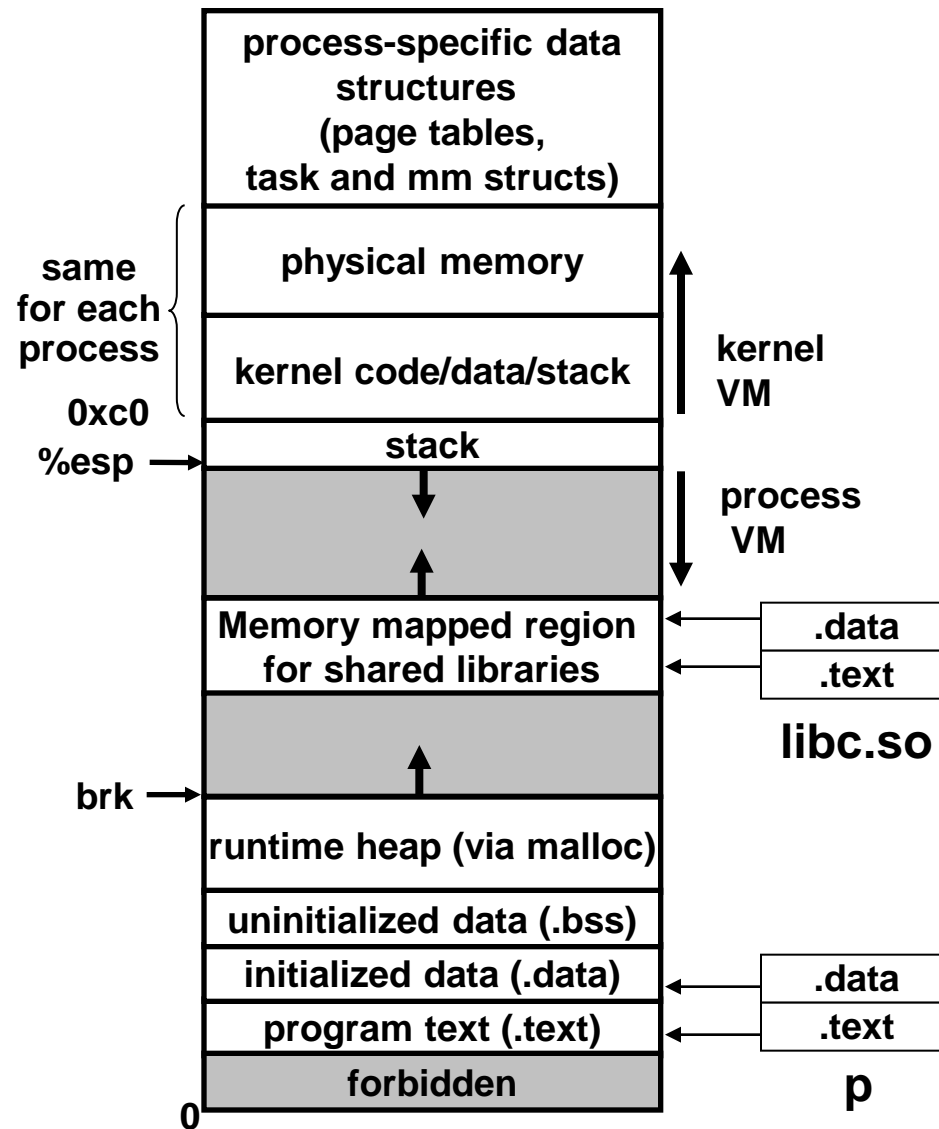 process-specific data
structures
(page tables,
task and mm structs)
same
for each
process
physical memory
kernel code/data/stack
kernel
VM
0xc0
%esp
stack
process
VM
Memory mapped region
for shared libraries
.data
.text
libc.so
brk
runtime heap (via malloc)
uninitialized data (.bss)
initialized data (.data)
program text (.text)
.data
.text
p
forbidden
0